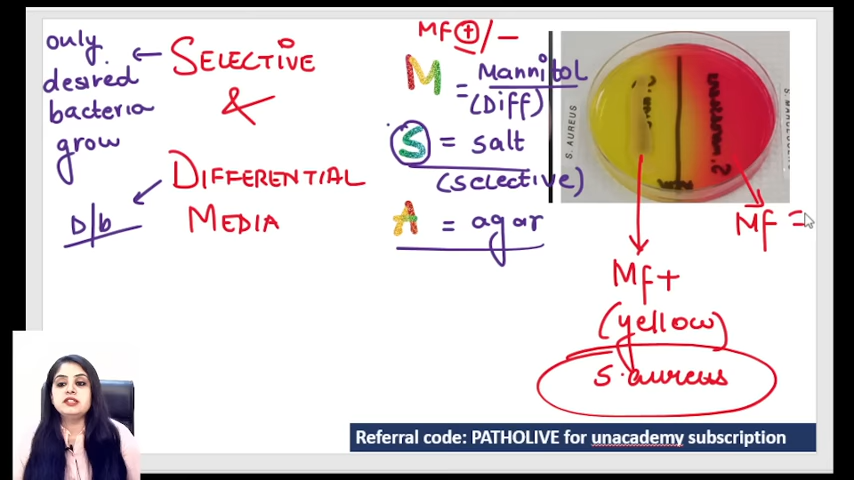 only
desired
bacteria
grow
SELECTIVE
&
DIFFERENTIAL
MEDIA
D/b
MF + / -
M = Mannitol
(Diff)
S = salt
(selective)
A = agar
S. AUREUS
Mf =
Mf+
(yellow)
S. aureus
Referral code: PATHOLIVE for unacademy subscription